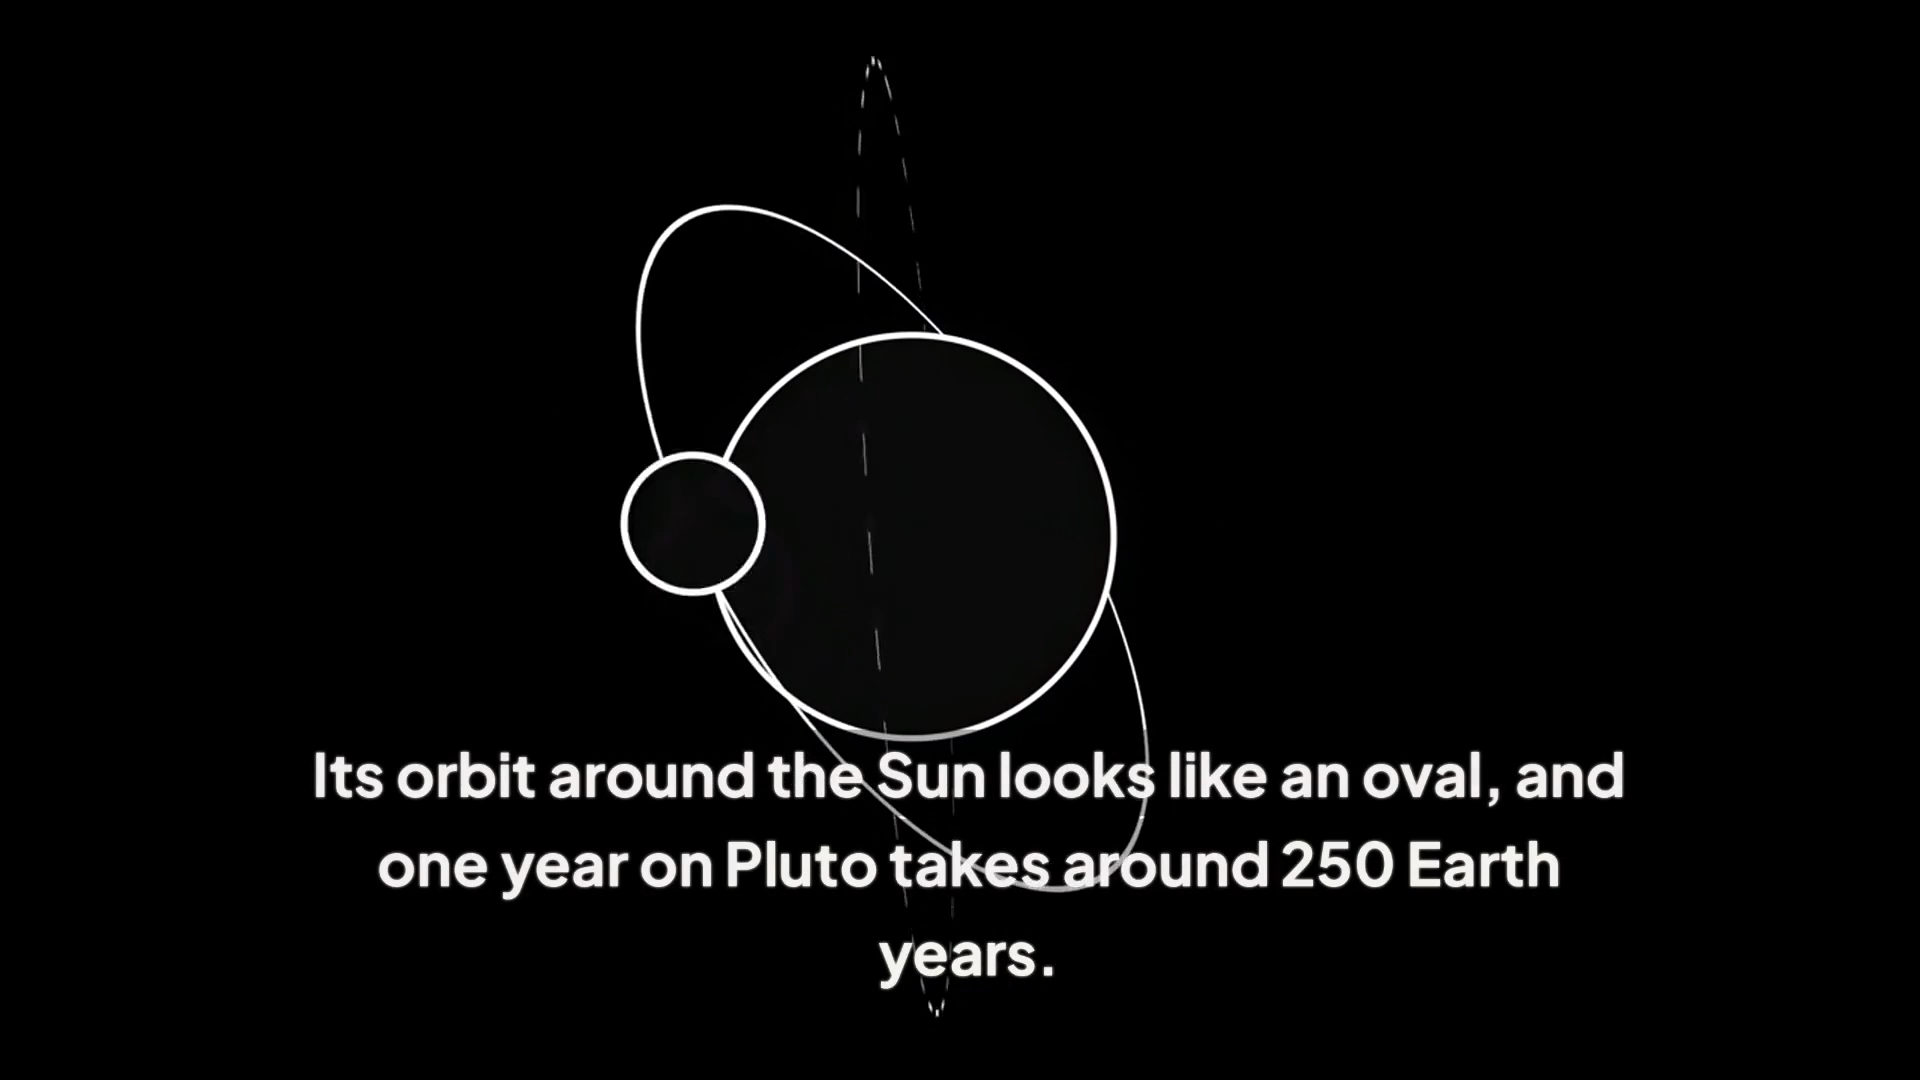 Its orbit around the Sun looks like an oval, and
one year on Pluto takes around 250 Earth
years.